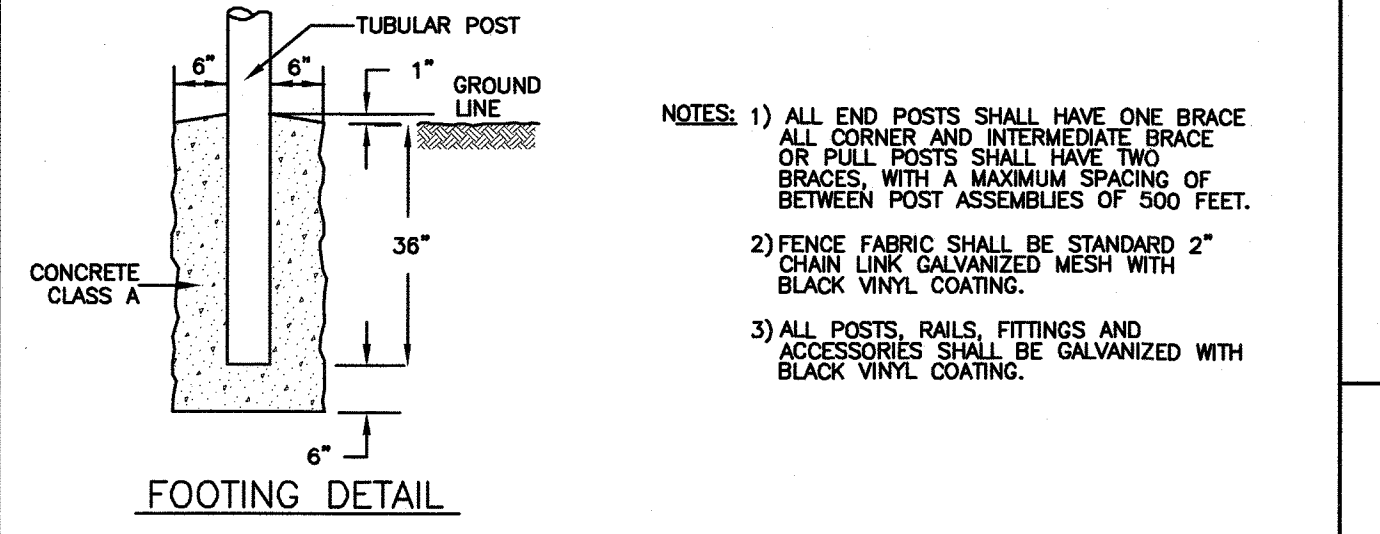 TUBULAR POST
6" 6" 1"
GROUND
LINE
36"
CONCRETE
CLASS A
6"
FOOTING DETAIL
NOTES: 1) ALL END POSTS SHALL HAVE ONE BRACE
ALL CORNER AND INTERMEDIATE BRACE
OR PULL POSTS SHALL HAVE TWO
BRACES, WITH A MAXIMUM SPACING OF
BETWEEN POST ASSEMBLIES OF 500 FEET.
2) FENCE FABRIC SHALL BE STANDARD 2"
CHAIN LINK GALVANIZED MESH WITH
BLACK VINYL COATING.
3) ALL POSTS, RAILS, FITTINGS AND
ACCESSORIES SHALL BE GALVANIZED WITH
BLACK VINYL COATING.